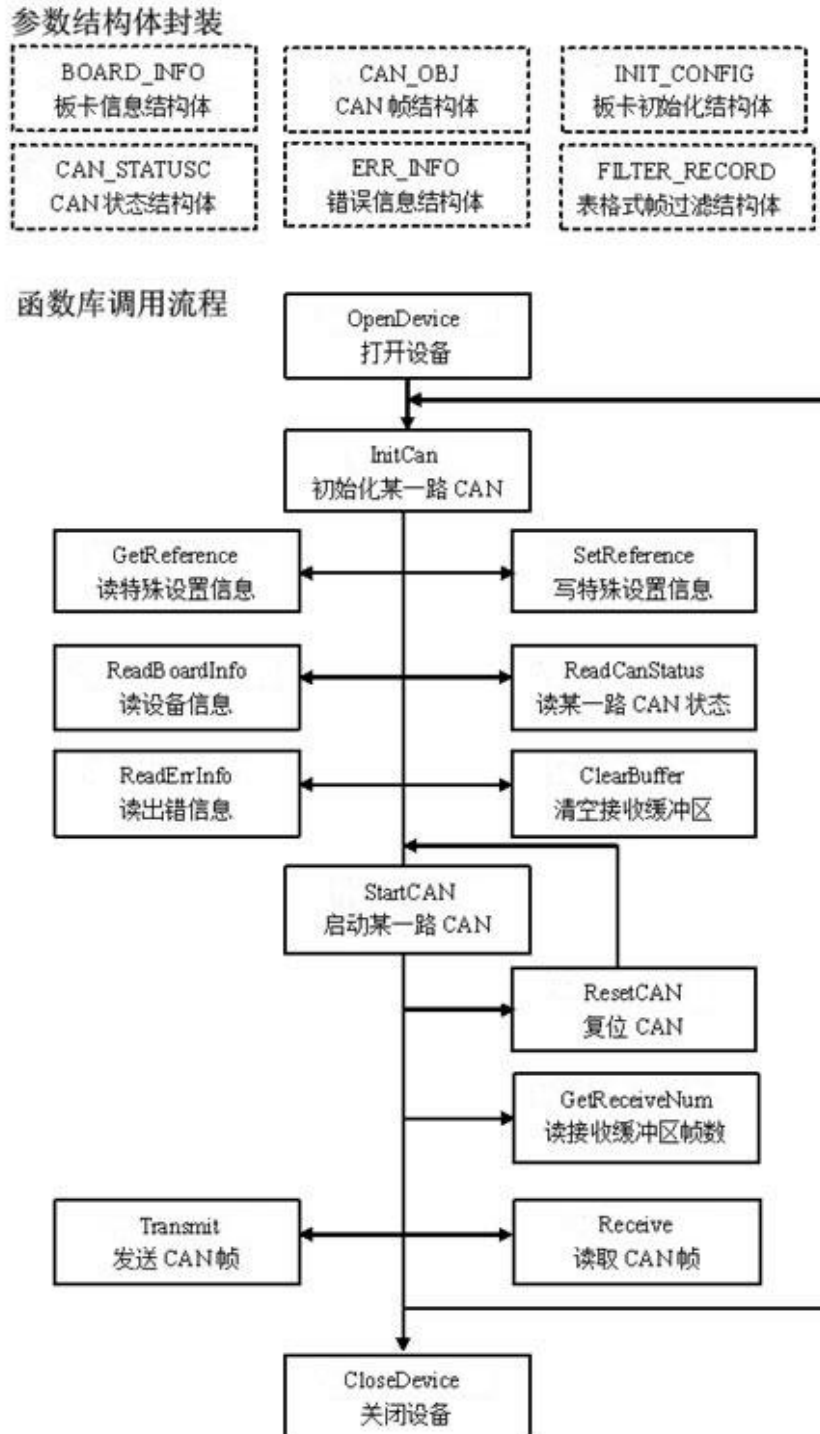 参数结构体封装
BOARD_INFO
板卡信息结构体
CAN_OBJ
CAN 帧结构体
INIT_CONFIG
板卡初始化结构体
CAN_STATUSC
CAN 状态结构体
ERR_INFO
错误信息结构体
FILTER_RECORD
表格式帧过滤结构体
函数库调用流程
OpenDevice
打开设备
InitCan
初始化某一路 CAN
GetReference
读特殊设置信息
SetReference
写特殊设置信息
ReadBoardInfo
读设备信息
ReadCanStatus
读某一路 CAN 状态
ReadErrInfo
读出错信息
ClearBuffer
清空接收缓冲区
StartCAN
启动某一路 CAN
ResetCAN
复位 CAN
GetReceiveNum
读接收缓冲区帧数
Transmit
发送 CAN 帧
Receive
读取 CAN 帧
CloseDevice
关闭设备